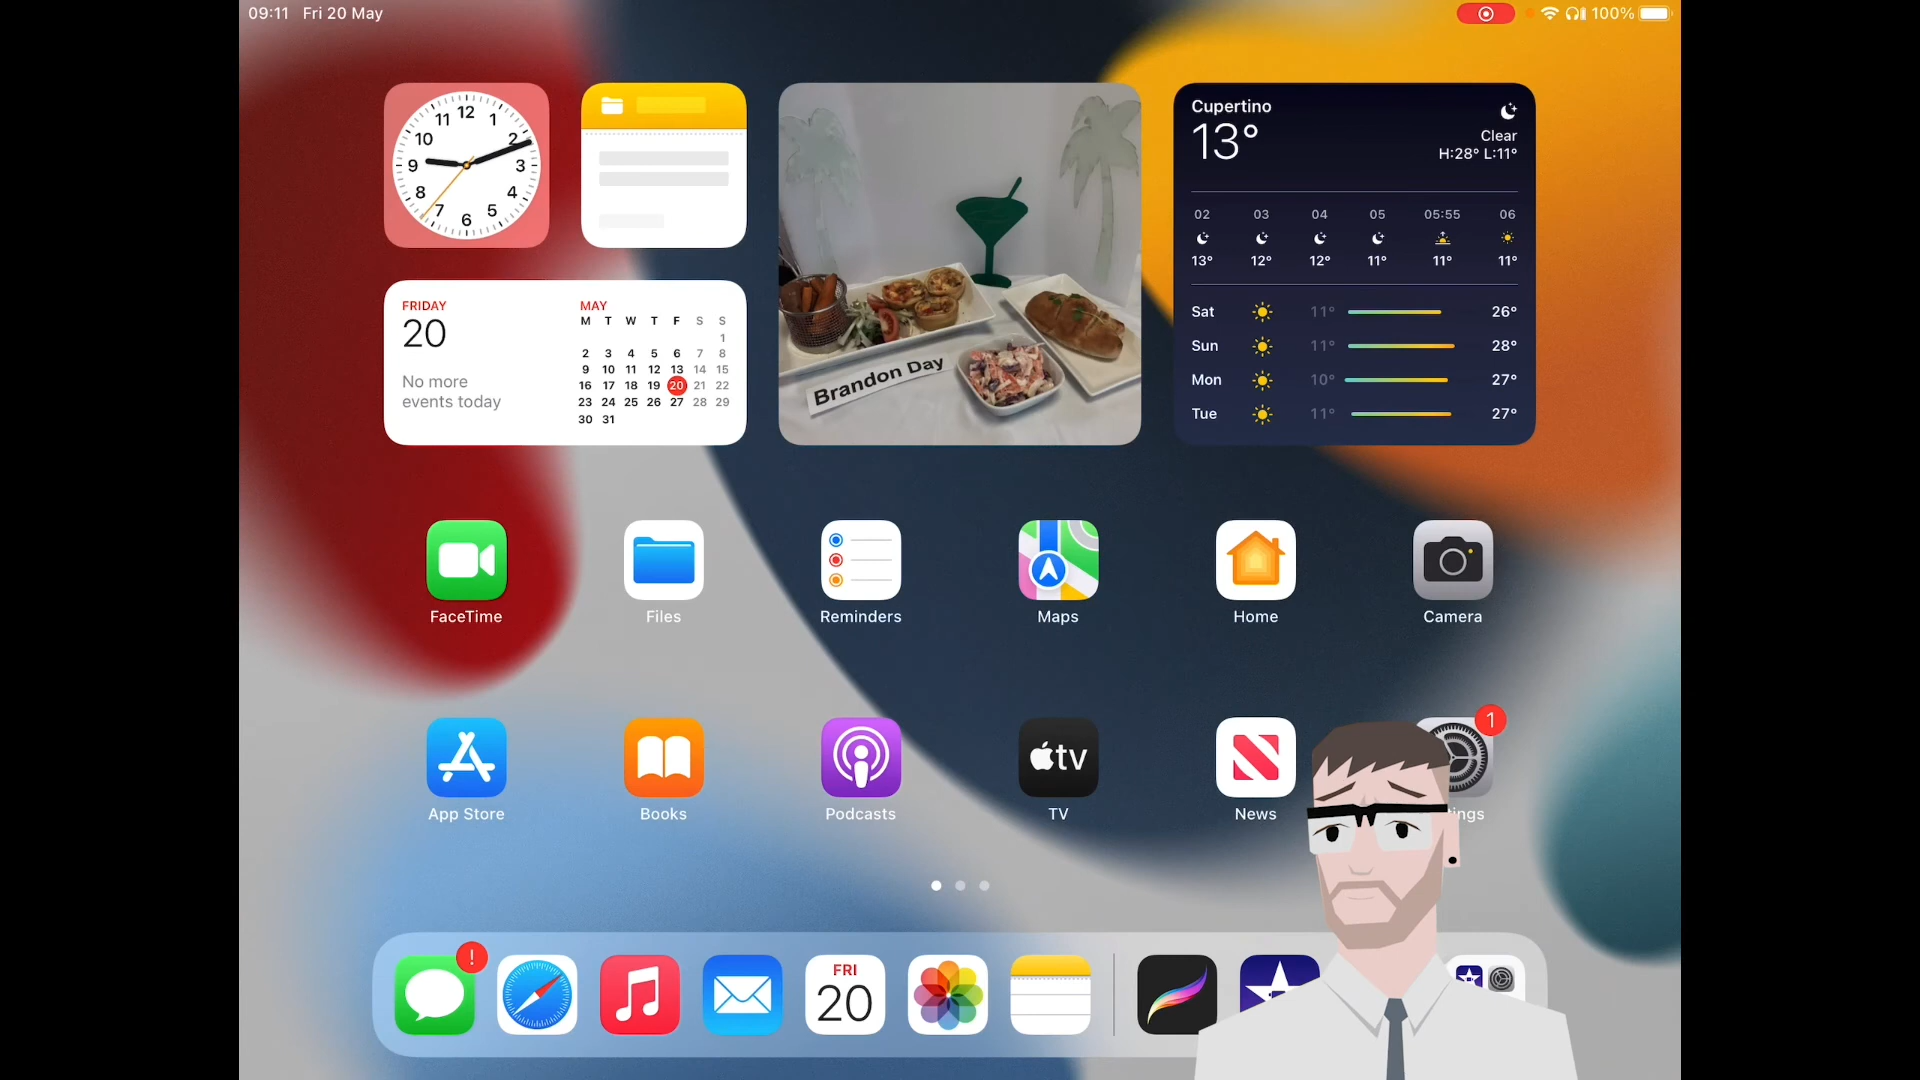 09:11 Fri 20 May
100%
12
1
2
3
4
5
6
7
8
9
10
11
FRIDAY
20
No more
events today
MAY
M T W T F S S
1
2 3 4 5 6 7 8
9 10 11 12 13 14 15
16 17 18 19 20 21 22
23 24 25 26 27 28 29
30 31
Brandon Day
Cupertino
13°
Clear
H:28° L:11°
02 03 04 05 05:55 06
13° 12° 12° 11° 11° 11°
Sat 11° 26°
Sun 11° 28°
Mon 10° 27°
Tue 11° 27°
FaceTime
Files
Reminders
Maps
Home
Camera
tv
1
App Store
Books
Podcasts
TV
News
ings
!
FRI
20